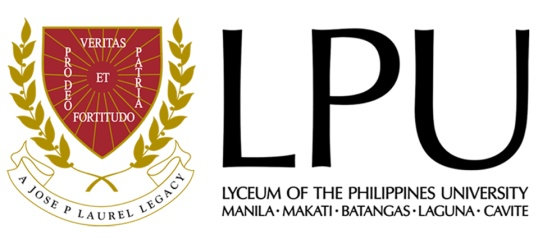 VERITAS
PRO DEO
ET
PATRIA
FORTITUDO
A JOSE P LAUREL LEGACY
LPU
LYCEUM OF THE PHILIPPINES UNIVERSITY
MANILA • MAKATI • BATANGAS • LAGUNA • CAVITE